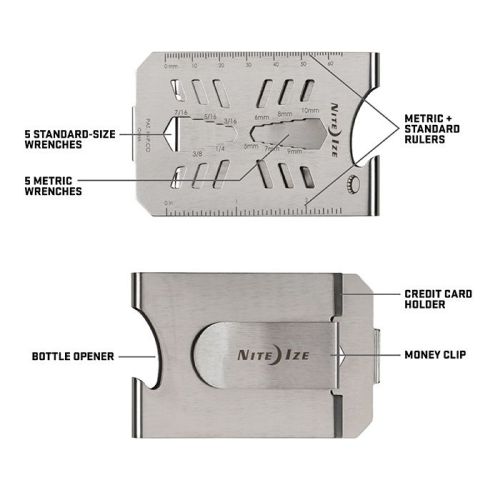 0 mm 10 20 30 40 50 60
7/16 5/16 3/16 6mm 8mm 10mm
NITE IZE
5 STANDARD-SIZE
WRENCHES
METRIC +
STANDARD
RULERS
3/8 1/4 5mm 7mm 9mm
5 METRIC
WRENCHES
0 in 1 2
CREDIT CARD
HOLDER
BOTTLE OPENER
NITE IZE
MONEY CLIP